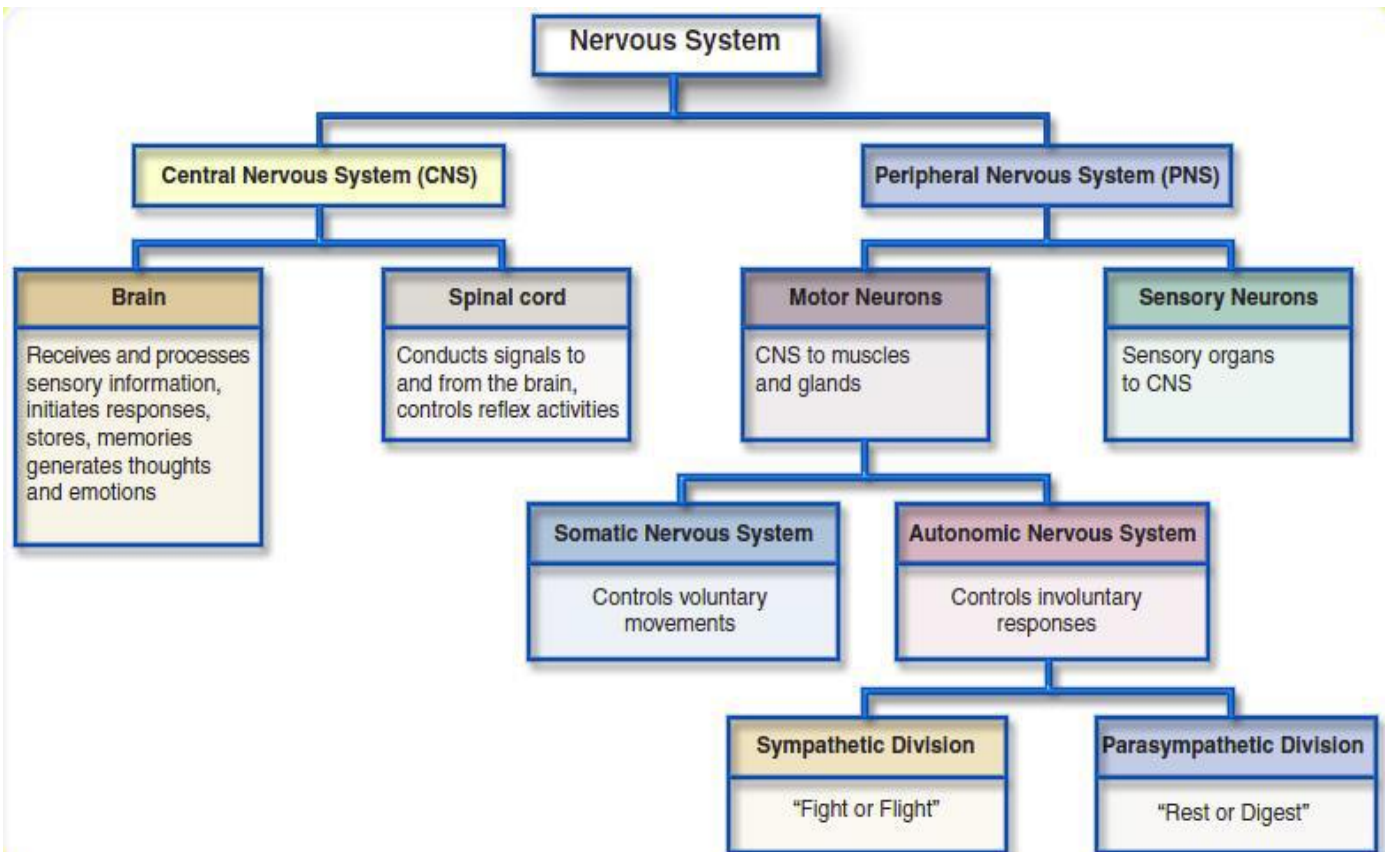 Nervous System
Central Nervous System (CNS)
Peripheral Nervous System (PNS)
Brain
Receives and processes
sensory information,
initiates responses,
stores, memories
generates thoughts
and emotions
Spinal cord
Conducts signals to
and from the brain,
controls reflex activities
Motor Neurons
CNS to muscles
and glands
Sensory Neurons
Sensory organs
to CNS
Somatic Nervous System
Controls voluntary
movements
Autonomic Nervous System
Controls involuntary
responses
Sympathetic Division
“Fight or Flight”
Parasympathetic Division
“Rest or Digest”